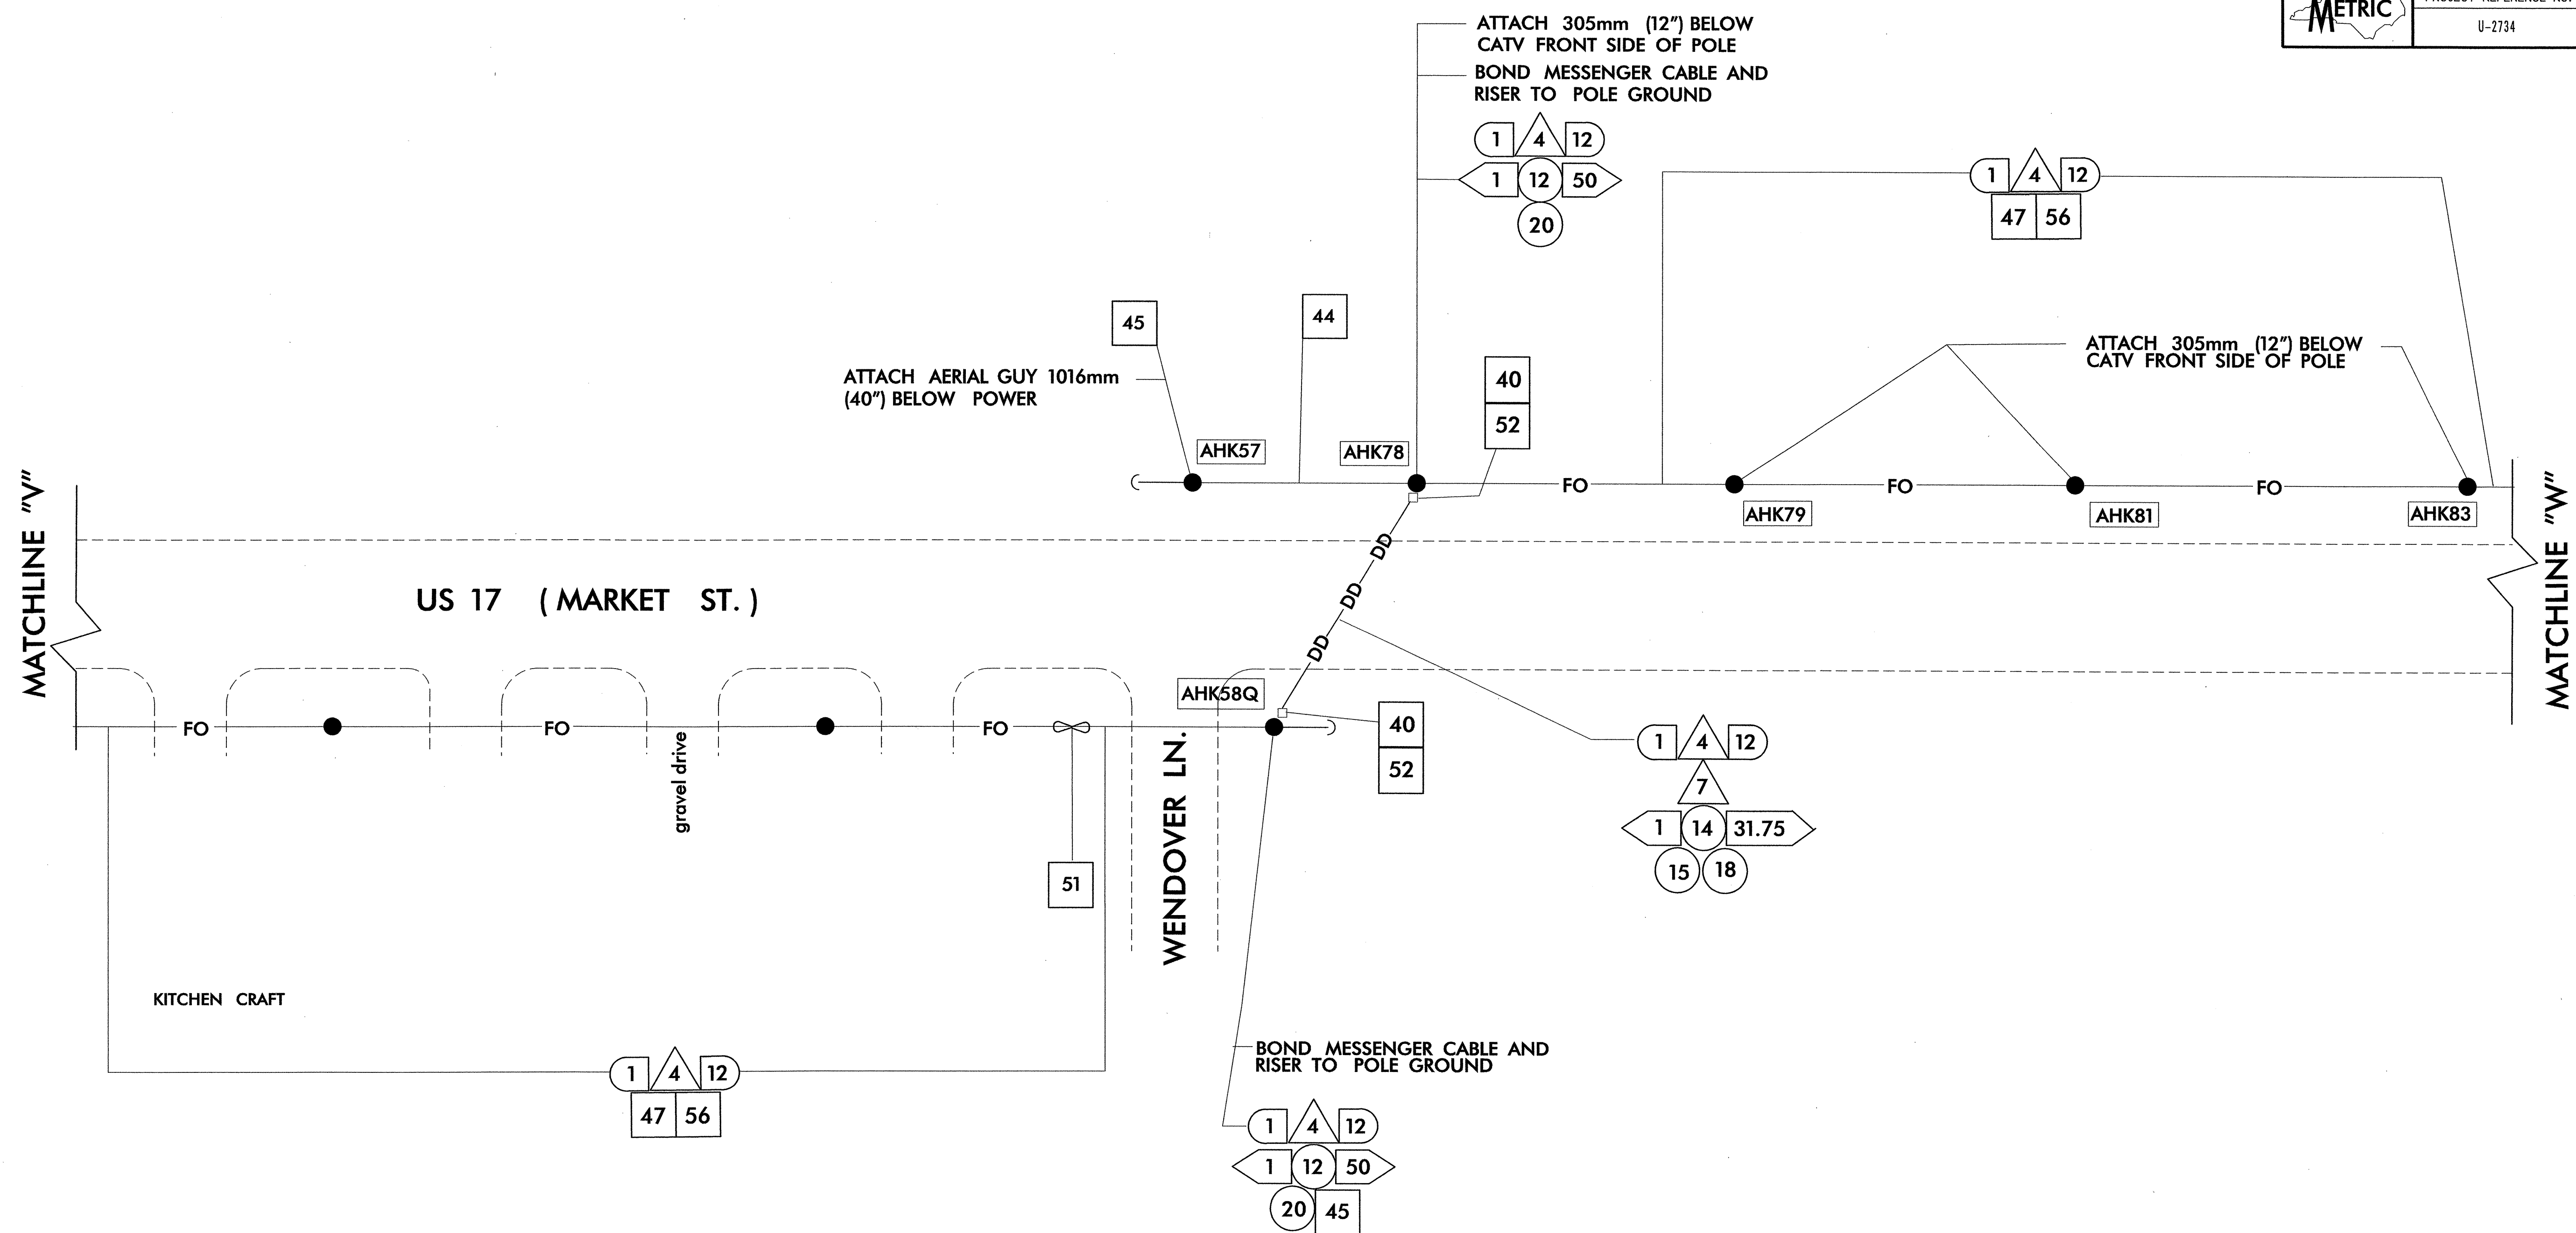 METRIC
U-2734
ATTACH 305mm (12") BELOW
CATV FRONT SIDE OF POLE
BOND MESSENGER CABLE AND
RISER TO POLE GROUND
1 4 12
1 12 50
20
1 4 12
47 56
45
44
ATTACH AERIAL GUY 1016mm
(40") BELOW POWER
40
52
ATTACH 305mm (12") BELOW
CATV FRONT SIDE OF POLE
AHK57
AHK78
FO
FO
FO
AHK79
AHK81
AHK83
MATCHLINE "V"
MATCHLINE "W"
US 17 ( MARKET ST. )
DD
DD
DD
AHK58Q
FO
FO
FO
gravel drive
WENDOVER LN.
40
52
1 4 12
7
1 14 31.75
15 18
51
KITCHEN CRAFT
1 4 12
47 56
BOND MESSENGER CABLE AND
RISER TO POLE GROUND
1 4 12
1 12 50
20 45